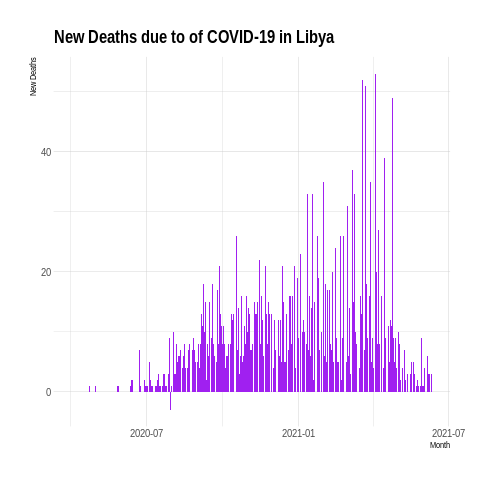 New Deaths due to of COVID-19 in Libya
New Deaths
40
20
0
2020-07
2021-01
2021-07
Month